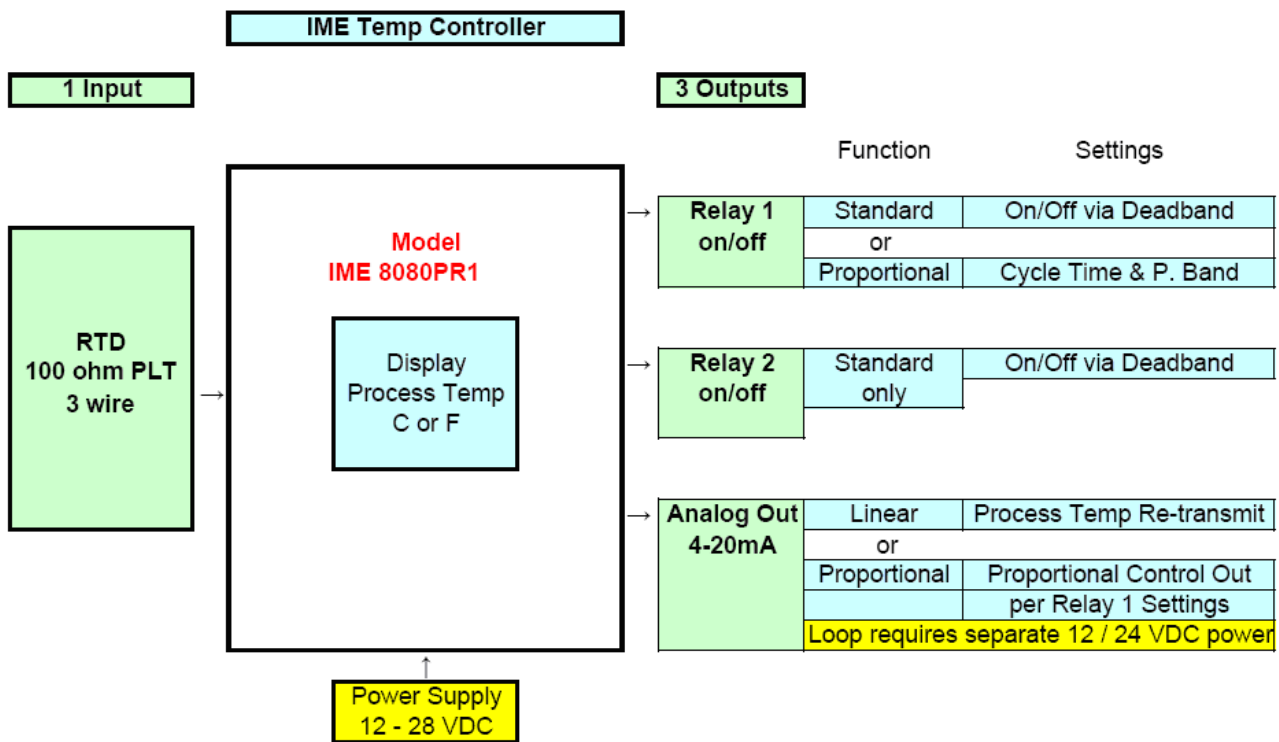 IME Temp Controller
1 Input
3 Outputs
Function Settings
RTD
100 ohm PLT
3 wire
→
Model
IME 8080PR1
Display
Process Temp
C or F
↑
Power Supply
12 - 28 VDC
→
Relay 1
on/off
Standard On/Off via Deadband
or
Proportional Cycle Time & P. Band
→
Relay 2
on/off
Standard On/Off via Deadband
only
→
Analog Out
4-20mA
Linear Process Temp Re-transmit
or
Proportional Proportional Control Out
per Relay 1 Settings
Loop requires separate 12 / 24 VDC power